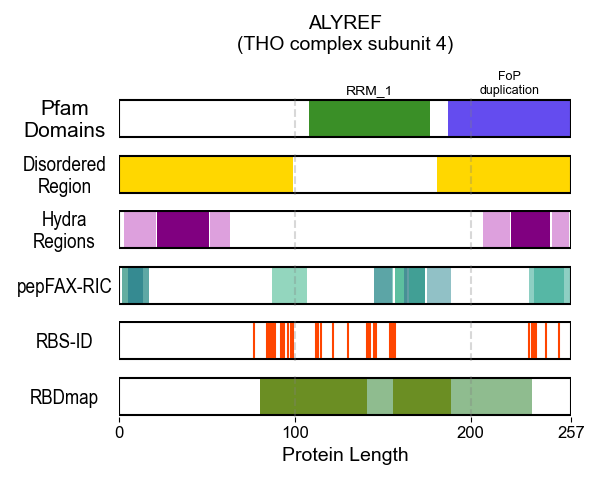 ALYREF
(THO complex subunit 4)
FoP
RRM_1 duplication
Pfam
Domains
Disordered
Region
Hydra
Regions
pepFAX-RIC
RBS-ID
RBDmap
0 100 200 257
Protein Length